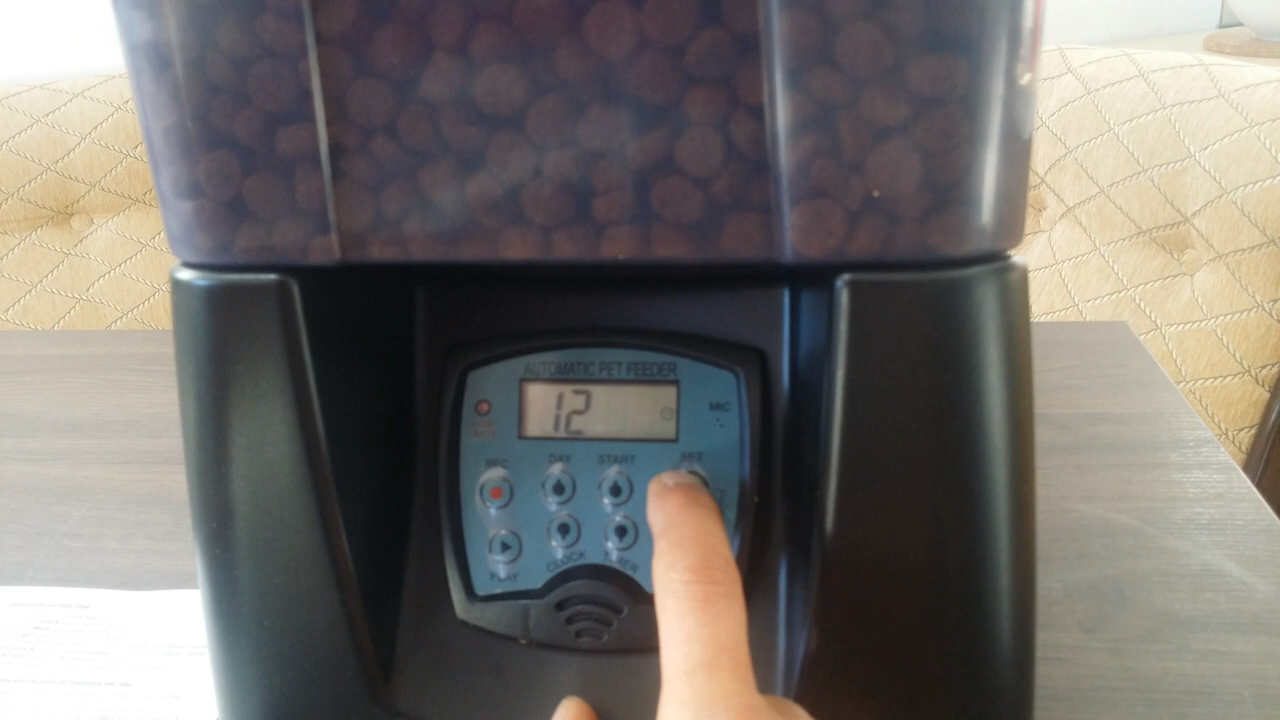 AUTOMATIC PET FEEDER
12
MIC
REC DAY START
PLAY CLOCK TIMER